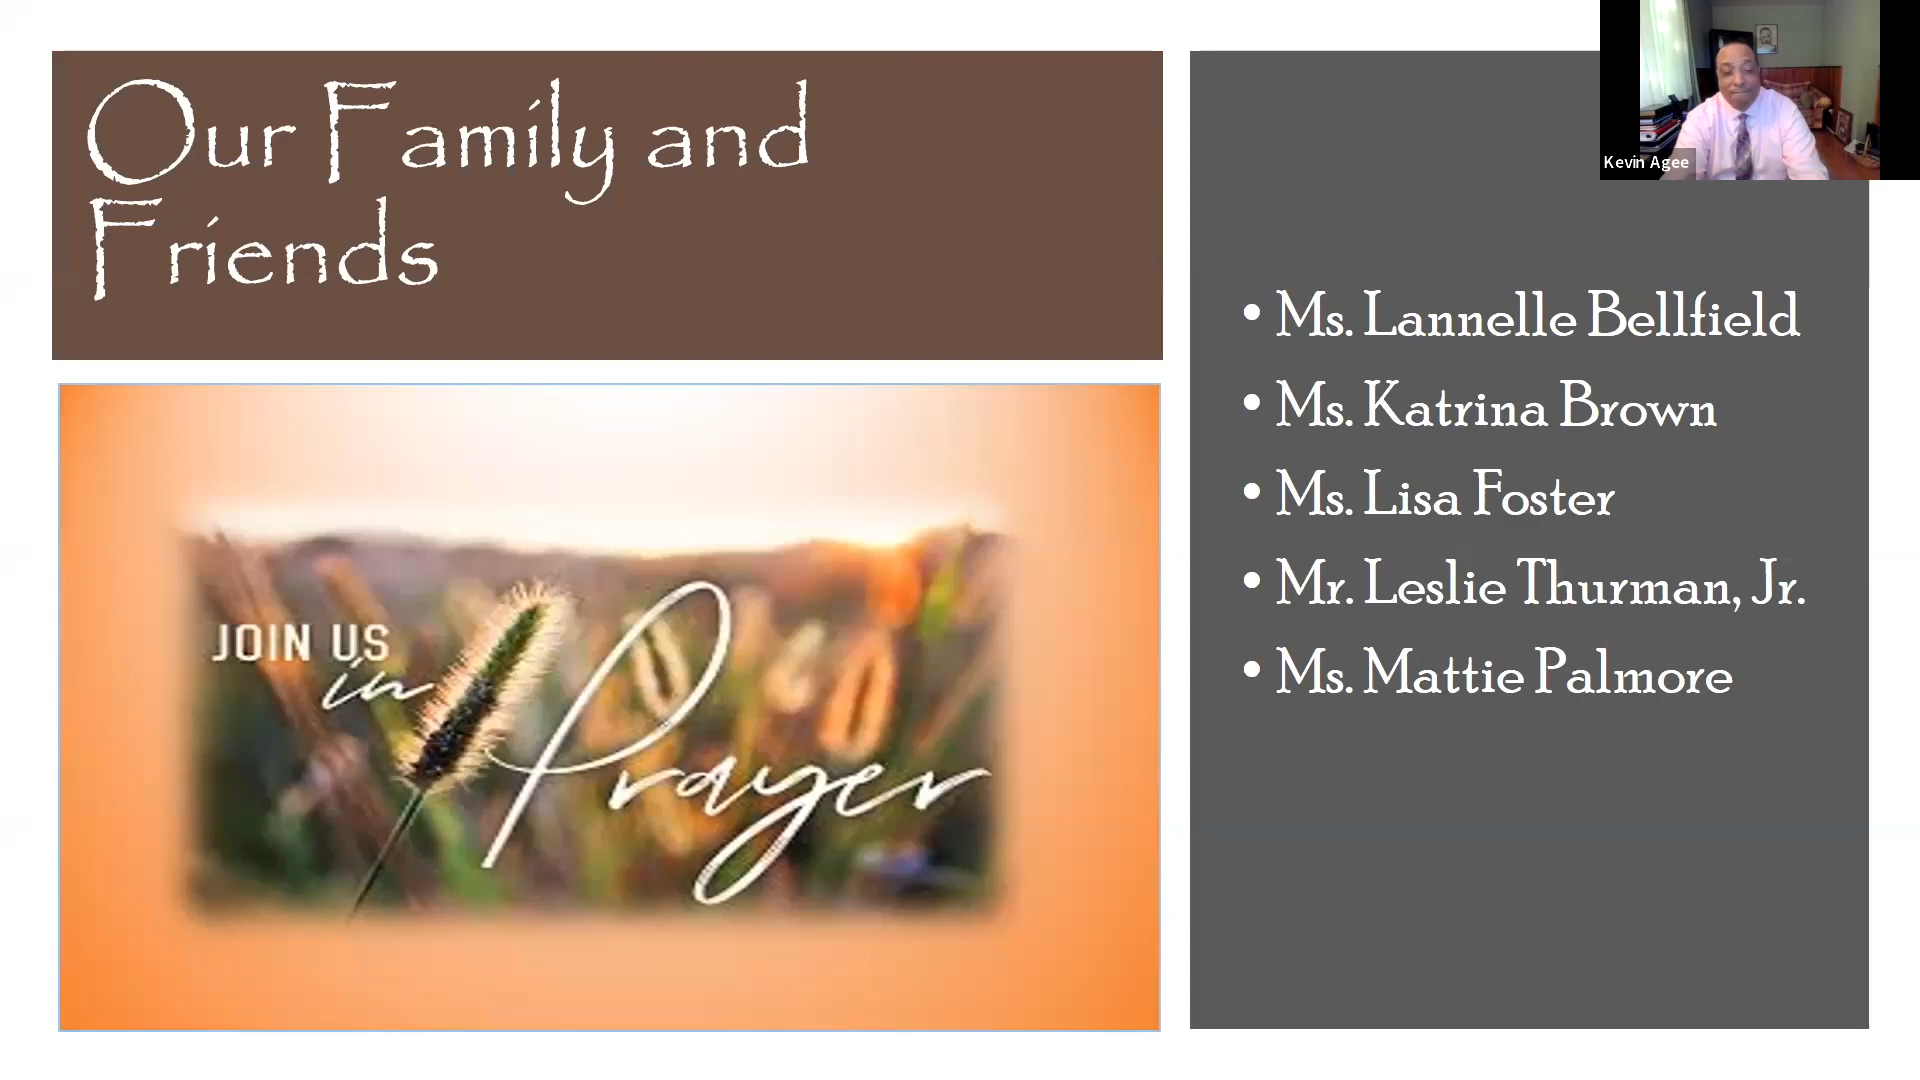 Our Family and
Friends
JOIN US
in
Prayer
Kevin Agee
• Ms. Lannelle Bellfield
• Ms. Katrina Brown
• Ms. Lisa Foster
• Mr. Leslie Thurman, Jr.
• Ms. Mattie Palmore